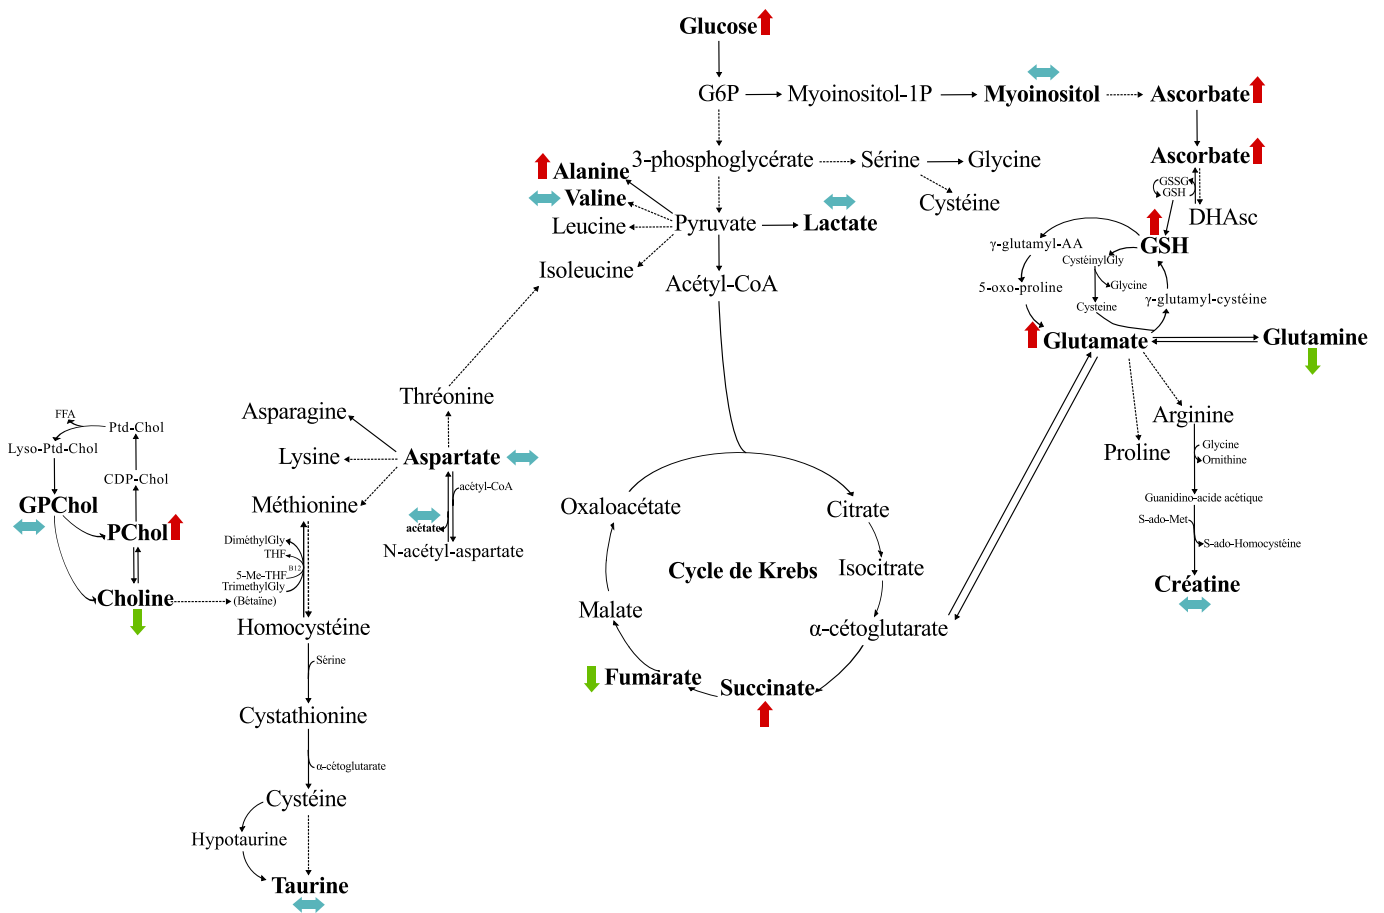 Glucose
G6P
Myoinositol-1P
Myoinositol
Ascorbate
3-phosphoglycérate
Sérine
Glycine
Ascorbate
Alanine
Valine
Leucine
Isoleucine
Pyruvate
Lactate
Cystéine
GSSG
GSH
DHAsc
γ-glutamyl-AA
GSH
CystéinylGly
Glycine
5-oxo-proline
Cysteine
γ-glutamyl-cystéine
Acétyl-CoA
Glutamate
Glutamine
Thréonine
Asparagine
Lysine
Aspartate
Méthionine
acétyl-CoA
acétate
N-acétyl-aspartate
FFA
Ptd-Chol
Lyso-Ptd-Chol
CDP-Chol
GPChol
PChol
Choline
DiméthylGly
THF
B12
5-Me-THF
TrimethylGly
(Bétaïne)
Homocystéine
Sérine
Cystathionine
α-cétoglutarate
Cystéine
Hypotaurine
Taurine
Oxaloacétate
Citrate
Isocitrate
Cycle de Krebs
Malate
α-cétoglutarate
Fumarate
Succinate
Arginine
Proline
Glycine
Ornithine
Guanidino-acide acétique
S-ado-Met
S-ado-Homocystéine
Créatine